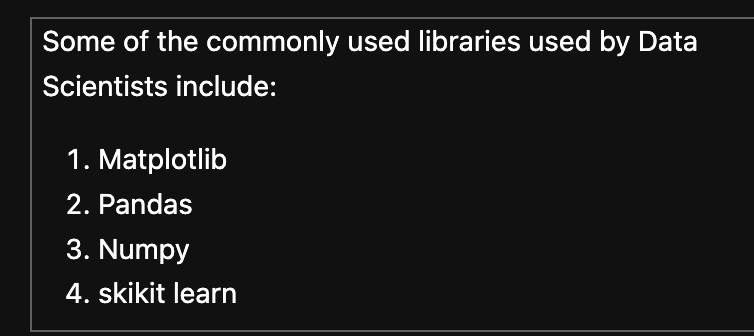 Some of the commonly used libraries used by Data
Scientists include:
1. Matplotlib
2. Pandas
3. Numpy
4. skikit learn